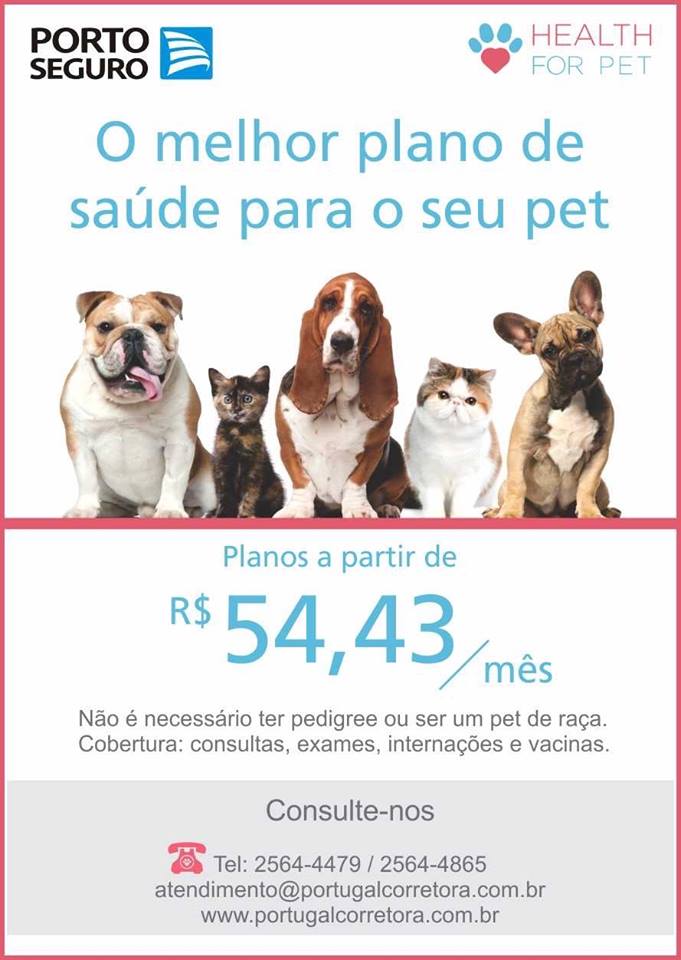 PORTO
SEGURO
HEALTH
FOR PET
O melhor plano de
saúde para o seu pet
Planos a partir de
R$ 54,43/mês
Não é necessário ter pedigree ou ser um pet de raça.
Cobertura: consultas, exames, internações e vacinas.
Consulte-nos
Tel: 2564-4479 / 2564-4865
atendimento@portugalcorretora.com.br
www.portugalcorretora.com.br